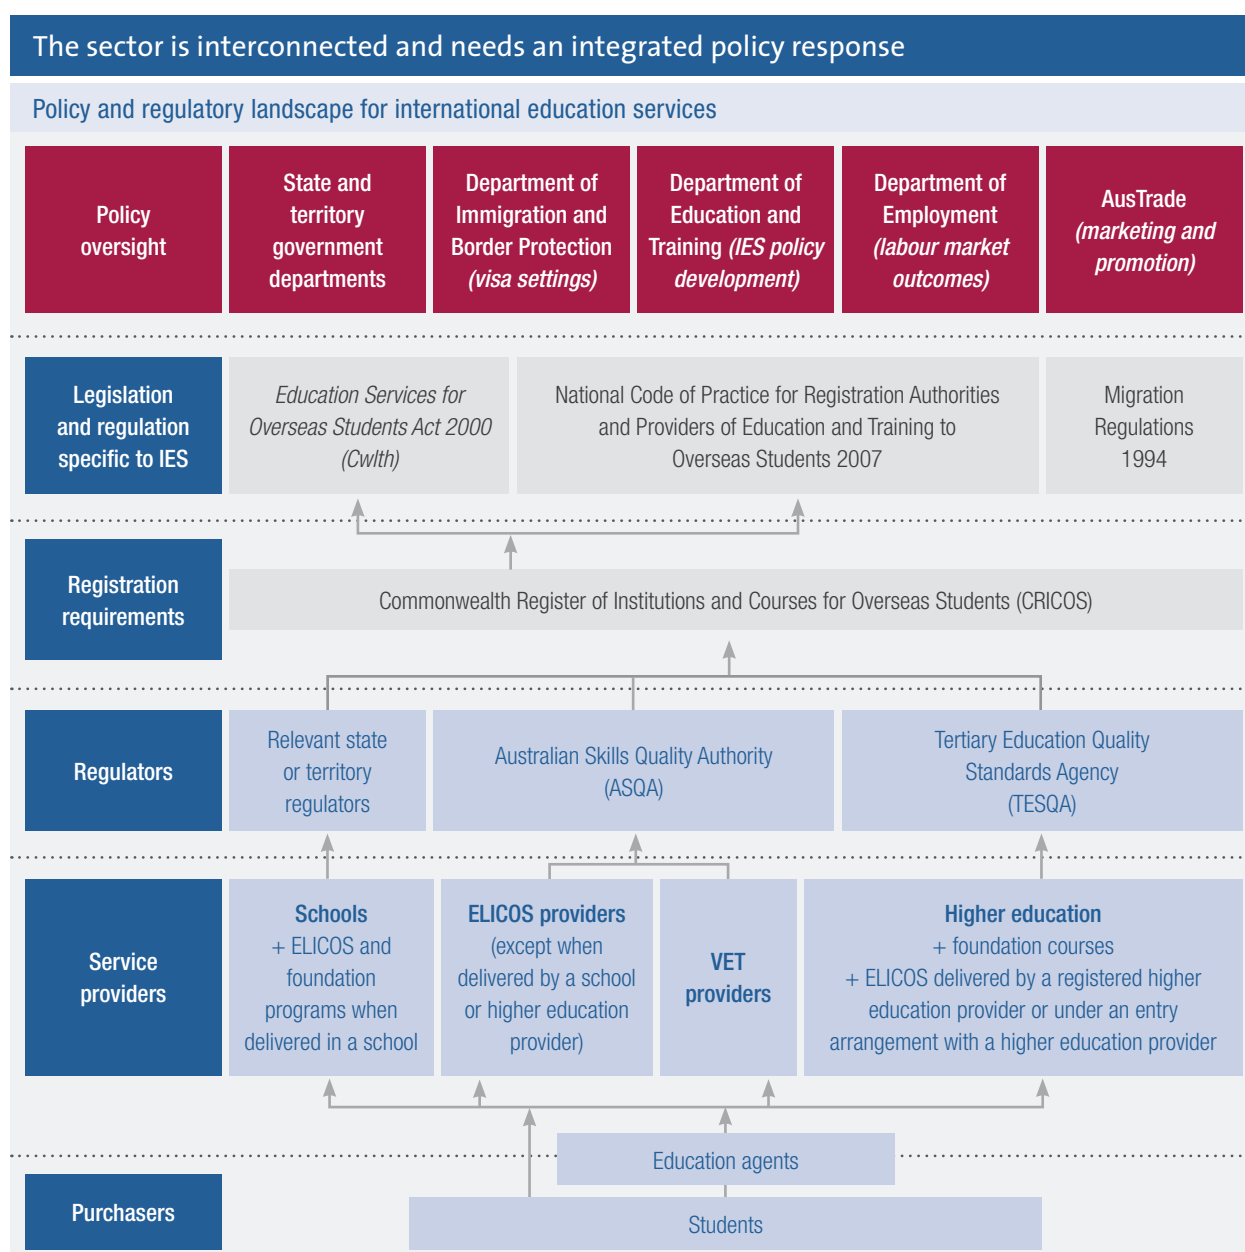 The sector is interconnected and needs an integrated policy response
Policy and regulatory landscape for international education services
Policy
oversight
State and
territory
government
departments
Department of
Immigration and
Border Protection
(visa settings)
Department of
Education and
Training (IES policy
development)
Department of
Employment
(labour market
outcomes)
AusTrade
(marketing and
promotion)
Legislation
and regulation
specific to IES
Education Services for
Overseas Students Act 2000
(Cwlth)
National Code of Practice for Registration Authorities
and Providers of Education and Training to
Overseas Students 2007
Migration
Regulations
1994
Registration
requirements
Commonwealth Register of Institutions and Courses for Overseas Students (CRICOS)
Regulators
Relevant state
or territory
regulators
Australian Skills Quality Authority
(ASQA)
Tertiary Education Quality
Standards Agency
(TESQA)
Service
providers
Schools
+ ELICOS and
foundation
programs when
delivered in a school
ELICOS providers
(except when
delivered by a school
or higher education
provider)
VET
providers
Higher education
+ foundation courses
+ ELICOS delivered by a registered higher
education provider or under an entry
arrangement with a higher education provider
Education agents
Purchasers
Students